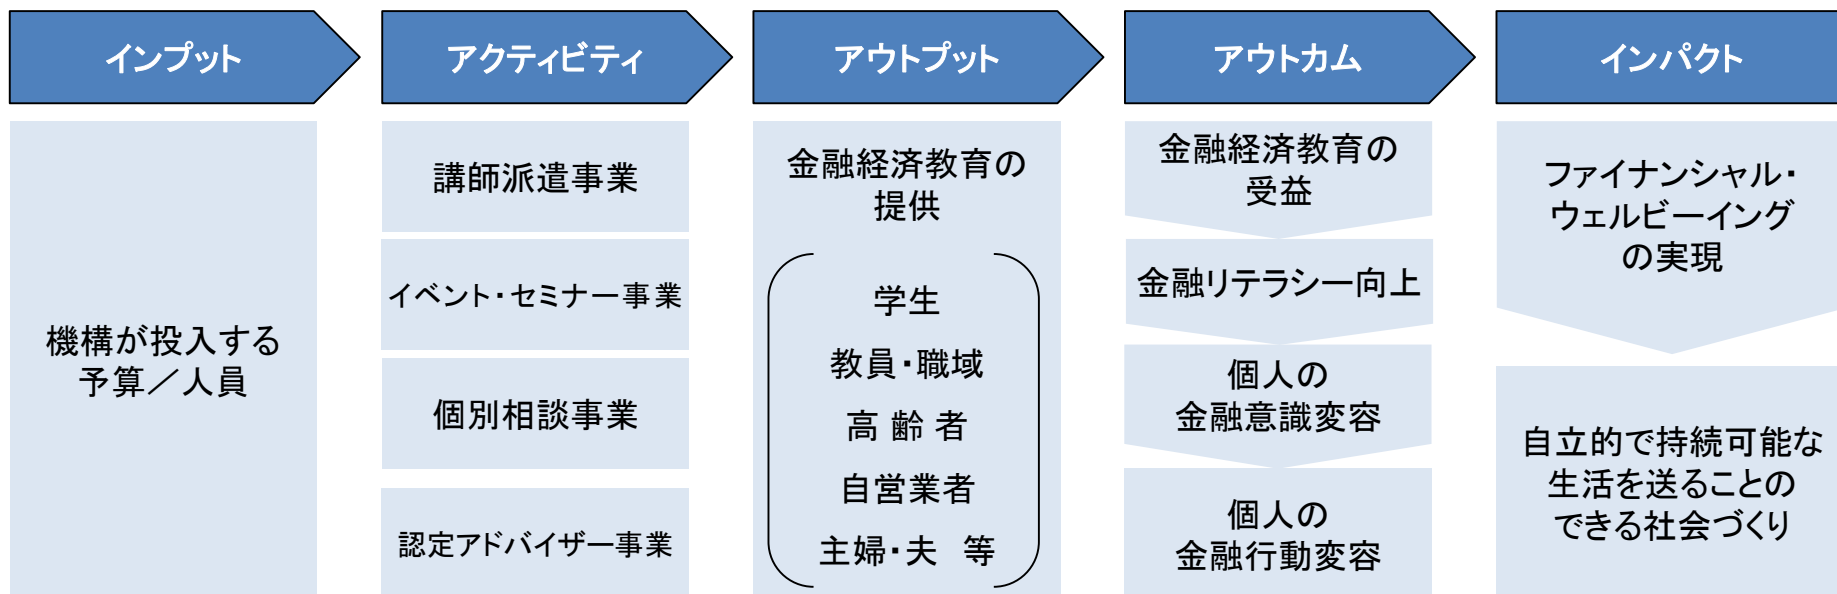 インプット
アクティビティ
アウトプット
アウトカム
インパクト
機構が投入する
予算／人員
講師派遣事業
イベント・セミナー事業
個別相談事業
認定アドバイザー事業
金融経済教育の
提供
学生
教員・職域
高 齢 者
自営業者
主婦・夫　等
金融経済教育の
受益
金融リテラシー向上
個人の
金融意識変容
個人の
金融行動変容
ファイナンシャル・
ウェルビーイング
の実現
自立的で持続可能な
生活を送ることの
できる社会づくり